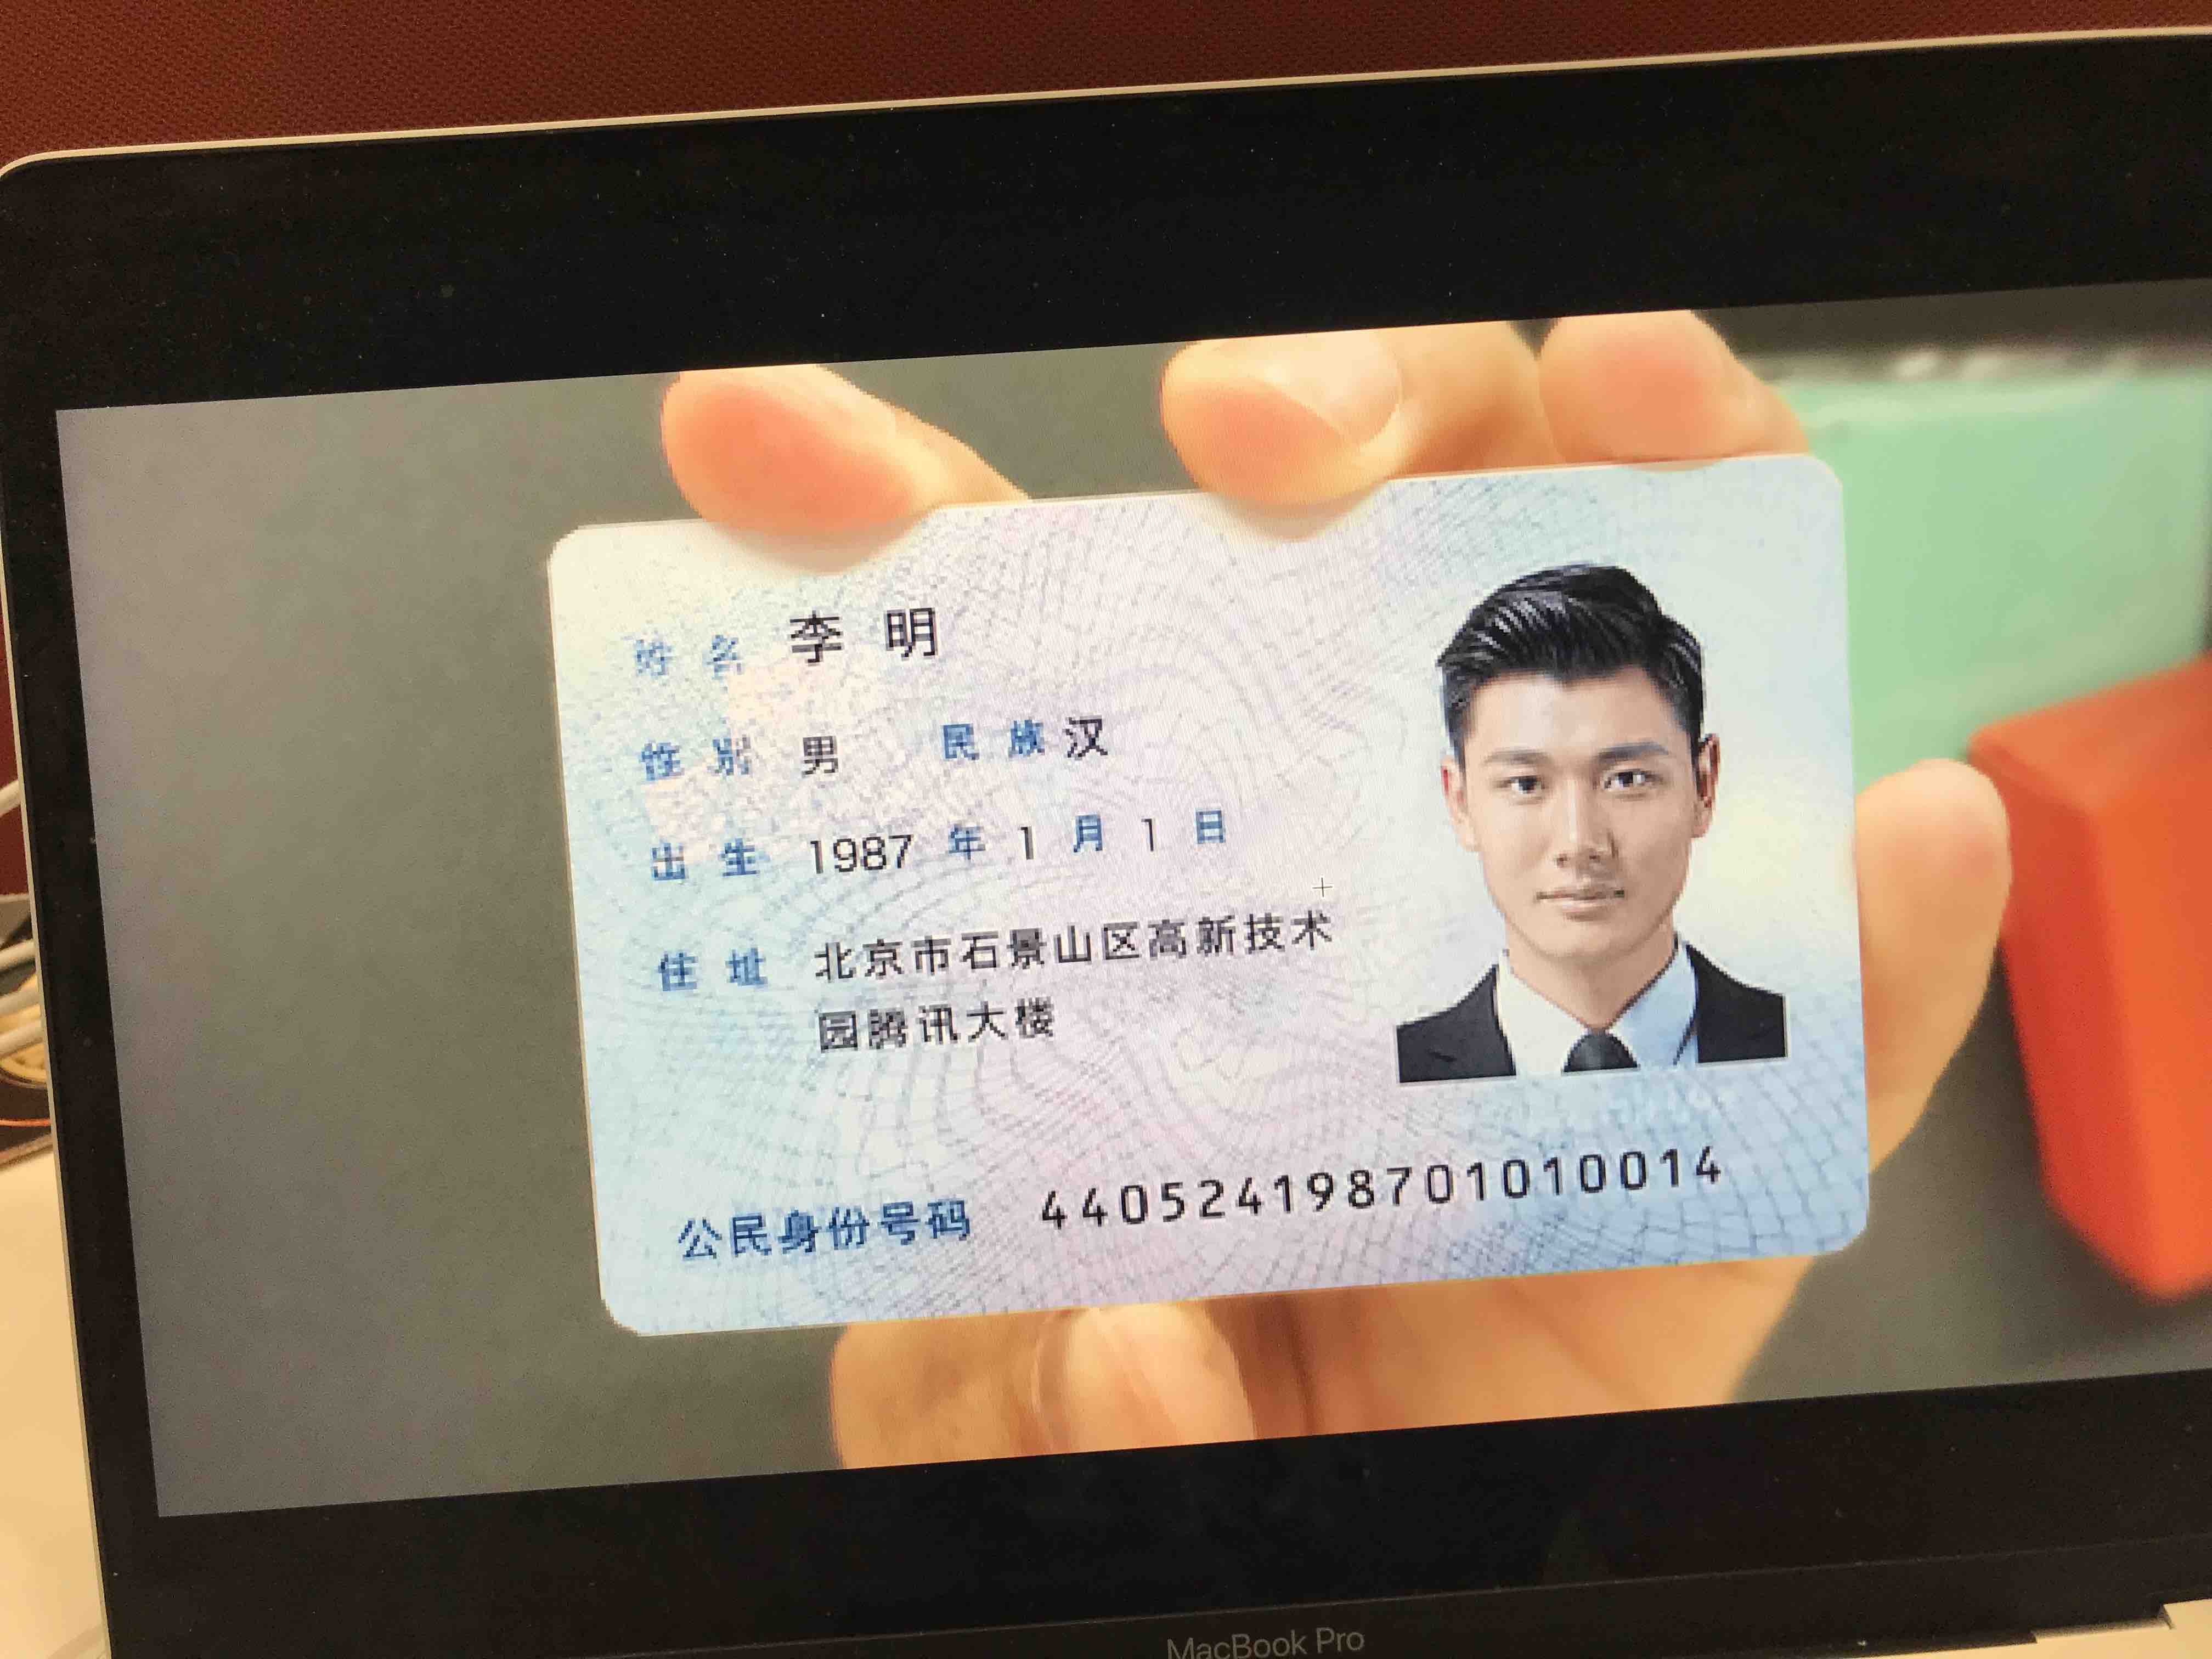 姓名 李明
性别 男 民族 汉
出生 1987 年 1 月 1 日
住址 北京市石景山区高新技术
园腾讯大楼
公民身份号码 440524198701010014
MacBook Pro